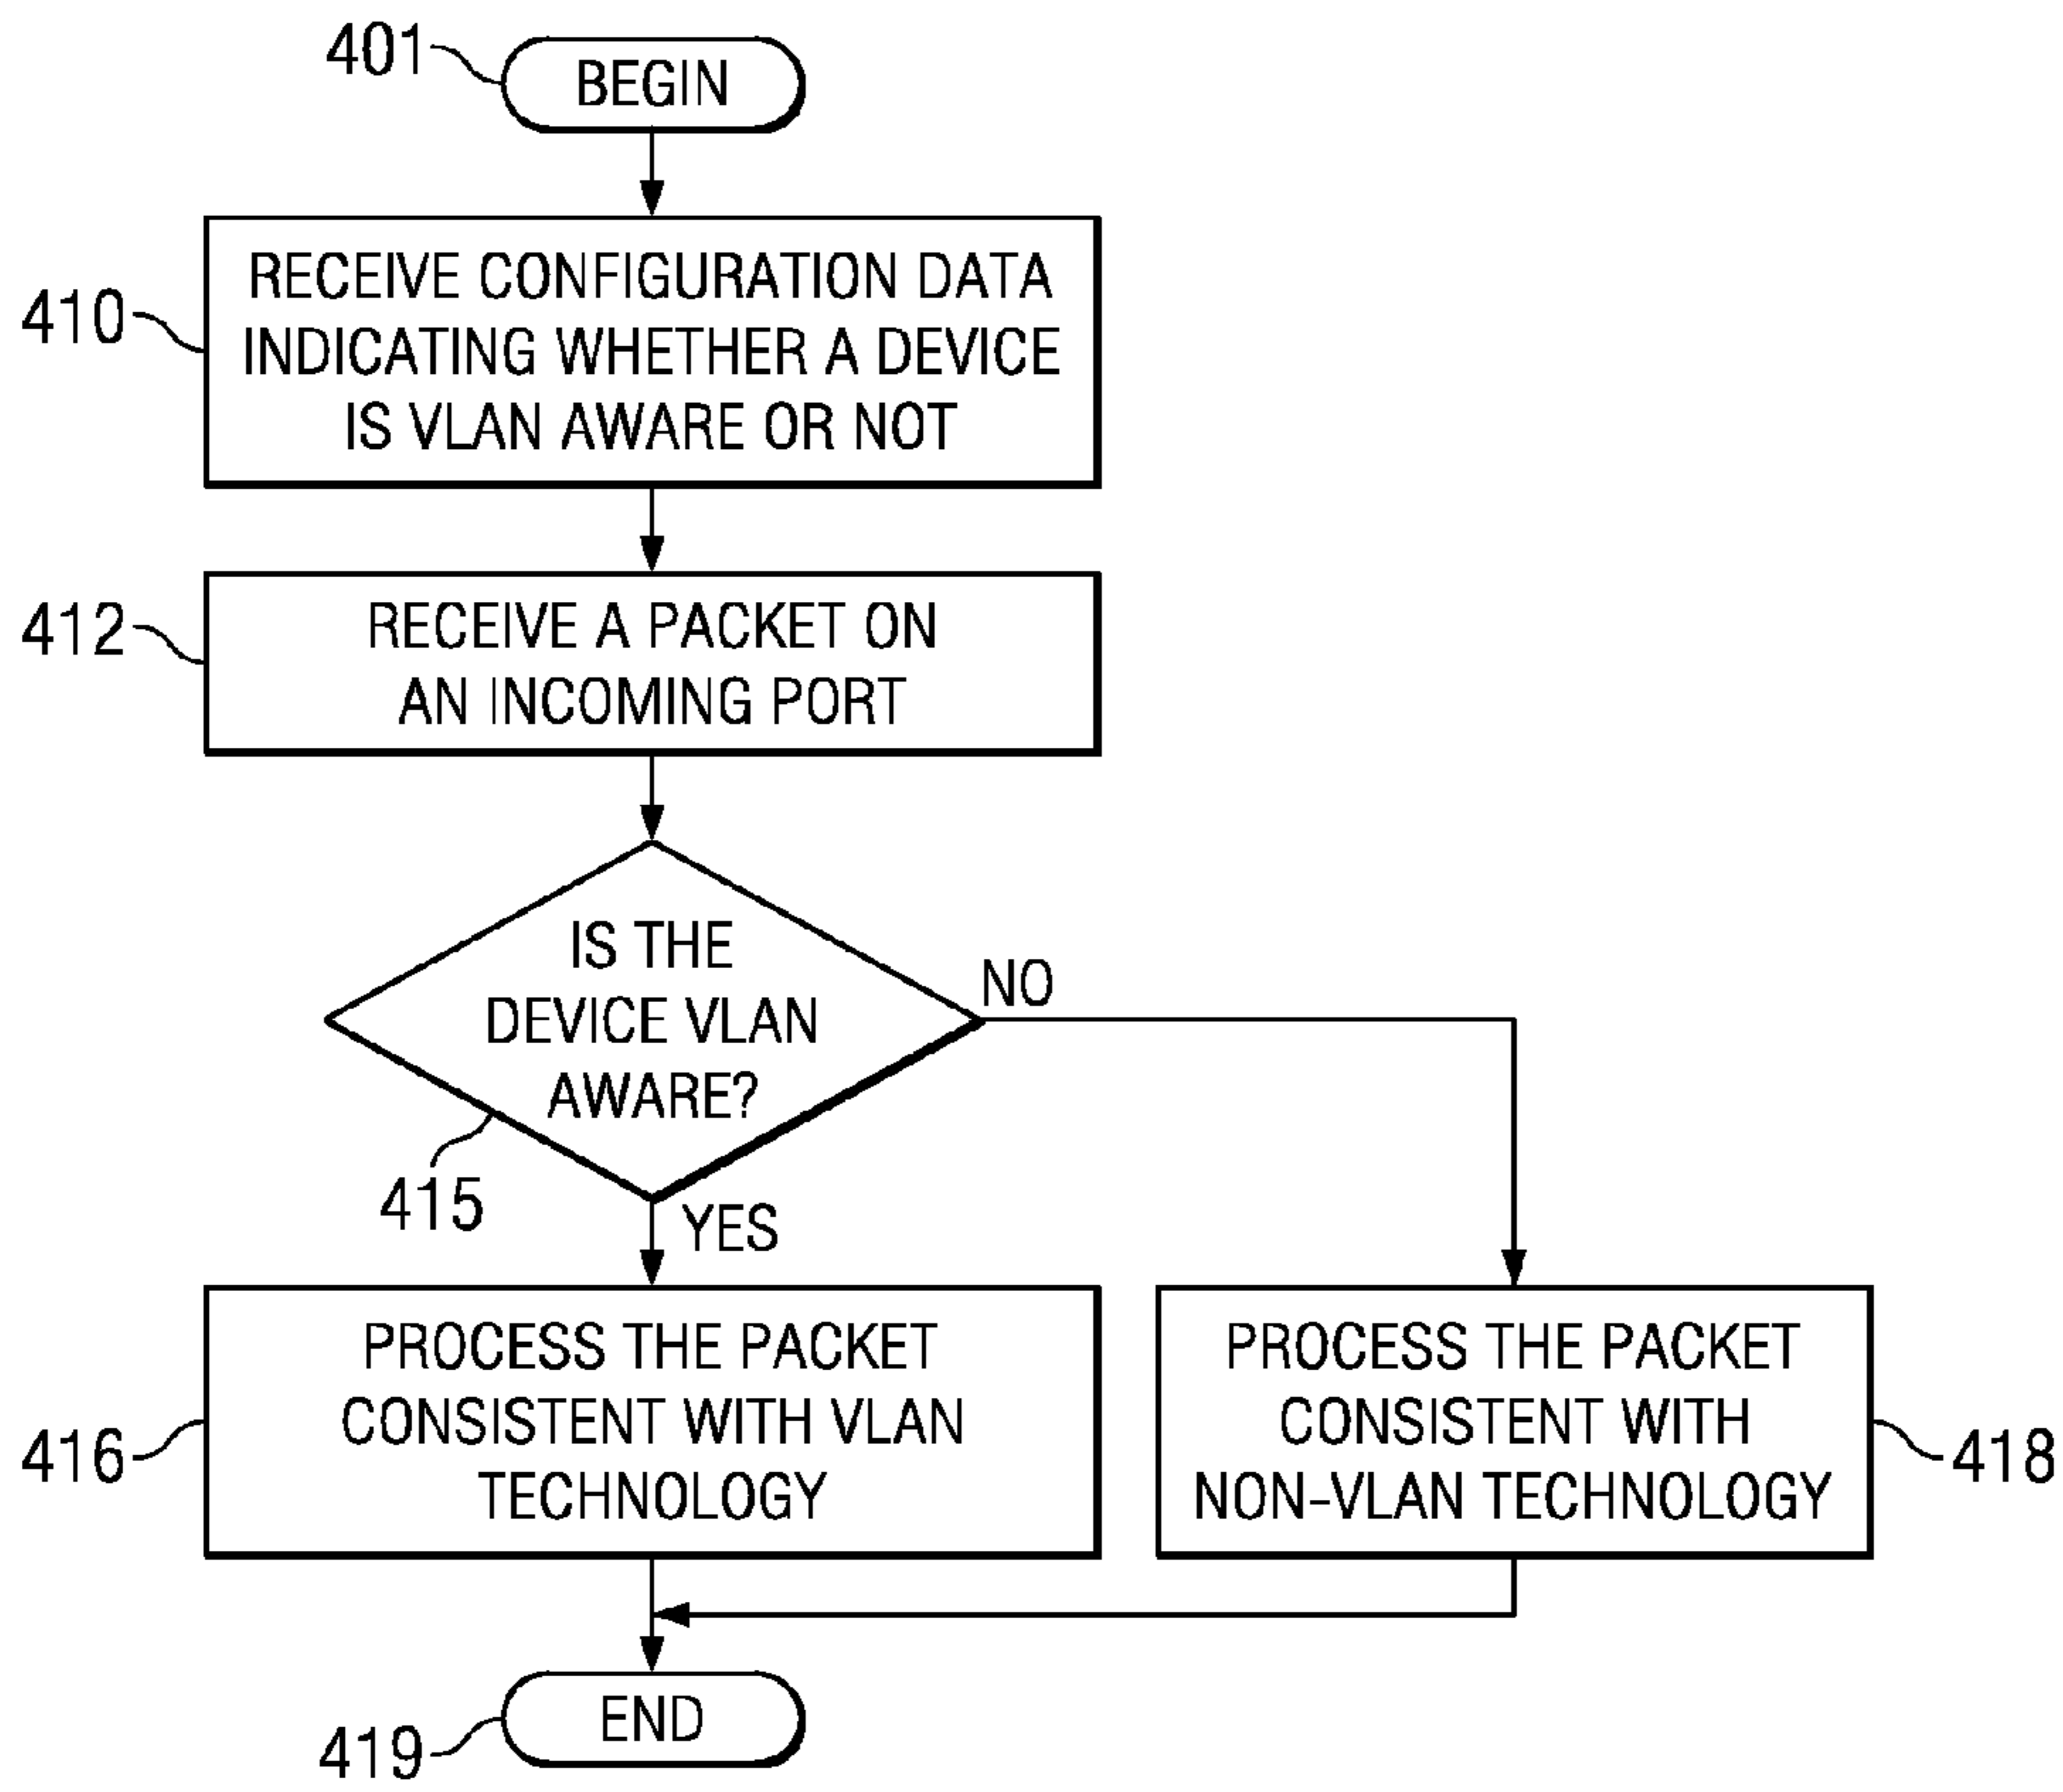 401
BEGIN
410
RECEIVE CONFIGURATION DATA
INDICATING WHETHER A DEVICE
IS VLAN AWARE OR NOT
412
RECEIVE A PACKET ON
AN INCOMING PORT
IS THE
DEVICE VLAN
AWARE?
NO
415
YES
416
PROCESS THE PACKET
CONSISTENT WITH VLAN
TECHNOLOGY
PROCESS THE PACKET
CONSISTENT WITH
NON-VLAN TECHNOLOGY
418
END
419